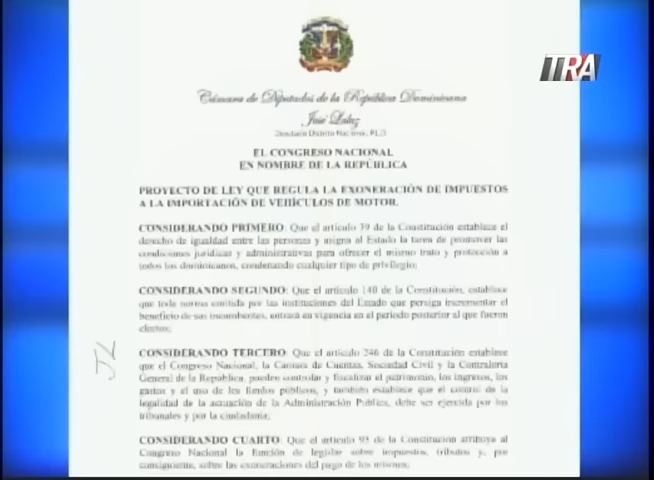 TRA
Cámara de Diputados de la República Dominicana
José Laluz
Diputado Distrito Nacional, PLD.
EL CONGRESO NACIONAL
EN NOMBRE DE LA REPÚBLICA
PROYECTO DE LEY QUE REGULA LA EXONERACIÓN DE IMPUESTOS
A LA IMPORTACIÓN DE VEHÍCULOS DE MOTOR.
CONSIDERANDO PRIMERO: Que el artículo 39 de la Constitución establece el
derecho de igualdad entre las personas y asigna al Estado la tarea de promover las
condiciones jurídicas y administrativas para ofrecer el mismo trato y protección a
todos los dominicanos, condenando cualquier tipo de privilegio;
CONSIDERANDO SEGUNDO: Que el artículo 140 de la Constitución, establece
que toda norma emitida por las instituciones del Estado que persiga incrementar el
beneficio de sus incumbentes, entrará en vigencia en el período posterior al que fueron
electos;
JL
CONSIDERANDO TERCERO: Que el artículo 246 de la Constitución establece
que el Congreso Nacional, la Cámara de Cuentas, Sociedad Civil y la Contraloría
General de la República, pueden controlar y fiscalizar el patrimonio, los ingresos, los
gastos y el uso de los fondos públicos, y también establece que el control de la
legalidad de la actuación de la Administración Pública, debe ser ejercida por los
tribunales y por la ciudadanía;
CONSIDERANDO CUARTO: Que el artículo 93 de la Constitución atribuye al
Congreso Nacional la función de legislar sobre impuestos, tributos y, por
consiguiente, sobre las exoneraciones del pago de los mismos;